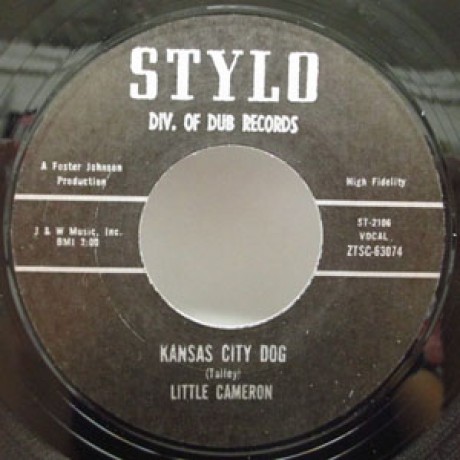 STYLO
DIV. OF DUB RECORDS
A Foster Johnson
Production
High Fidelity
J & W Music, Inc.
BMI 2:00
ST-2106
VOCAL
ZTSC-63074
KANSAS CITY DOG
(Talley)
LITTLE CAMERON